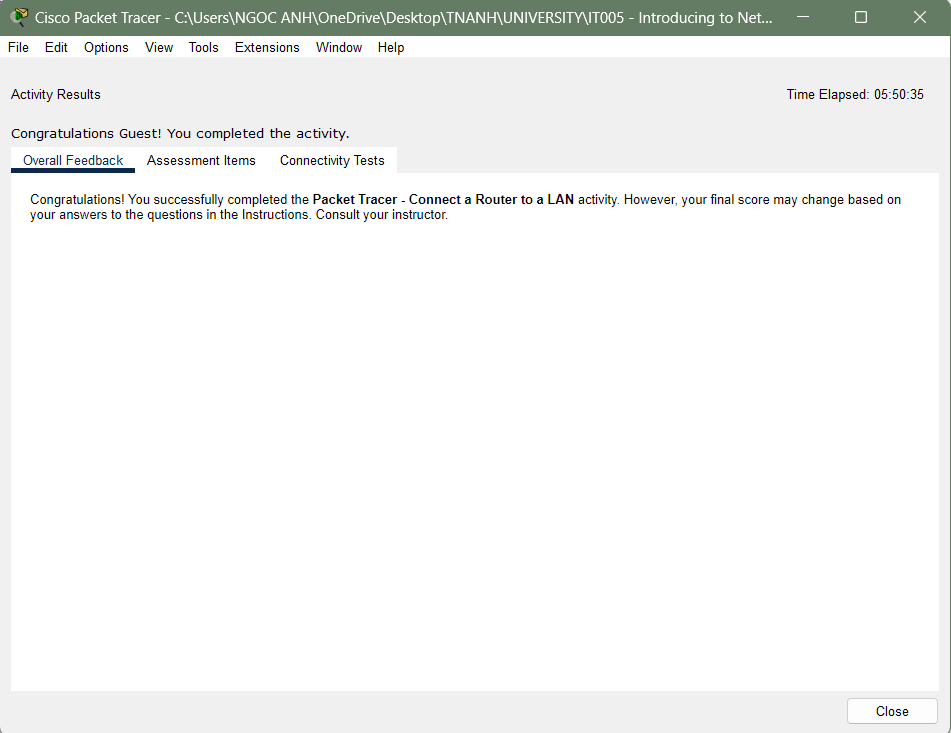 Cisco Packet Tracer - C:\Users\NGOC ANH\OneDrive\Desktop\TNANH\UNIVERSITY\IT005 - Introducing to Net...
File Edit Options View Tools Extensions Window Help
Activity Results Time Elapsed: 05:50:35
Congratulations Guest! You completed the activity.
Overall Feedback Assessment Items Connectivity Tests
Congratulations! You successfully completed the Packet Tracer - Connect a Router to a LAN activity. However, your final score may change based on
your answers to the questions in the Instructions. Consult your instructor.
Close